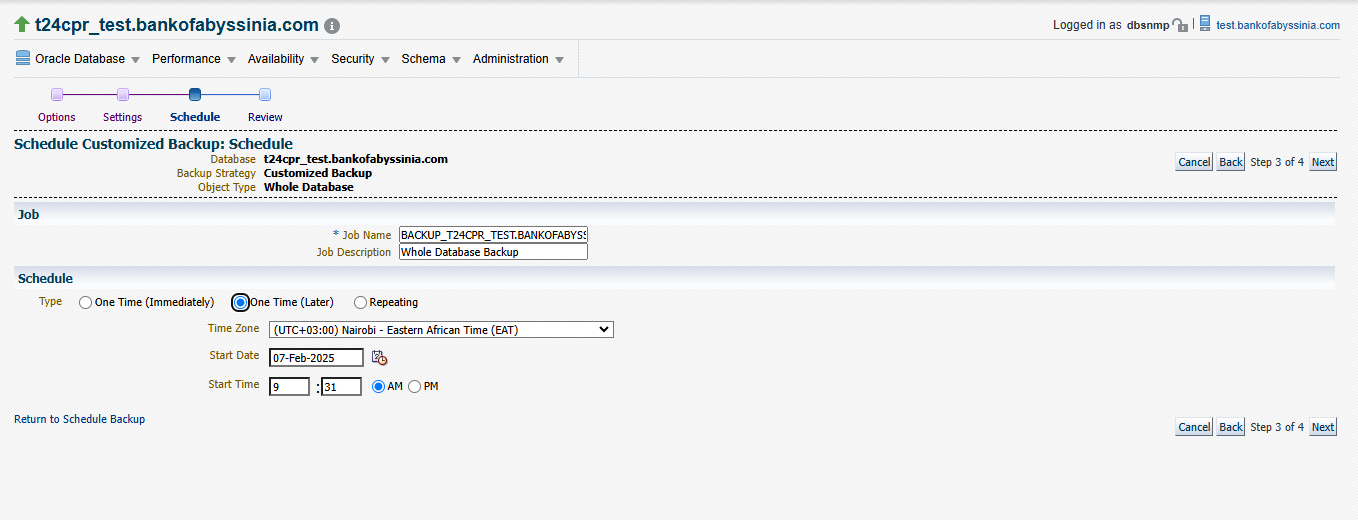 t24cpr_test.bankofabyssinia.com
Logged in as dbsnmp | test.bankofabyssinia.com
Oracle Database Performance Availability Security Schema Administration
Options Settings Schedule Review
Schedule Customized Backup: Schedule
Database t24cpr_test.bankofabyssinia.com
Backup Strategy Customized Backup
Object Type Whole Database
Cancel Back Step 3 of 4 Next
Job
* Job Name BACKUP_T24CPR_TEST.BANKOFABYSS
Job Description Whole Database Backup
Schedule
Type One Time (Immediately) One Time (Later) Repeating
Time Zone (UTC+03:00) Nairobi - Eastern African Time (EAT)
Start Date 07-Feb-2025
Start Time 9 : 31 AM PM
Return to Schedule Backup
Cancel Back Step 3 of 4 Next